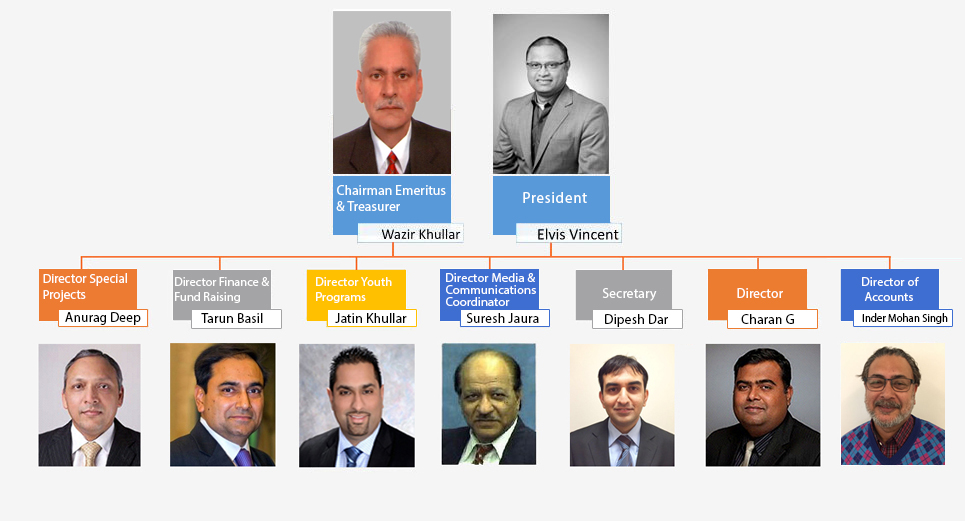 Chairman Emeritus
& Treasurer
Wazir Khullar
President
Elvis Vincent
Director Special
Projects
Anurag Deep
Director Finance &
Fund Raising
Tarun Basil
Director Youth
Programs
Jatin Khullar
Director Media &
Communications
Coordinator
Suresh Jaura
Secretary
Dipesh Dar
Director
Charan G
Director of
Accounts
Inder Mohan Singh